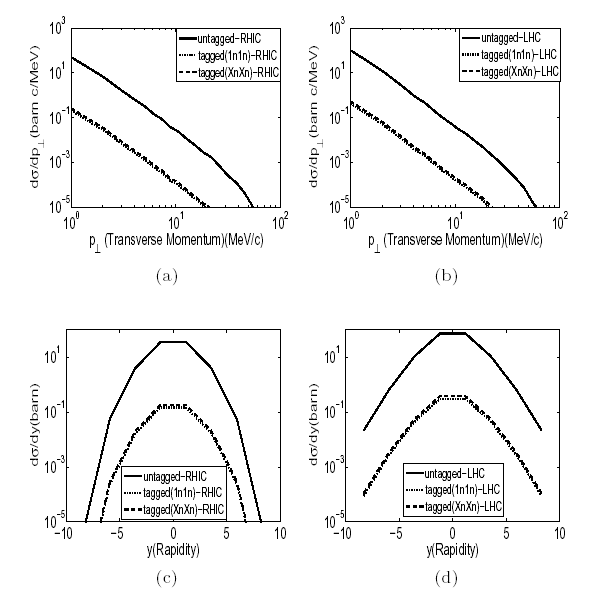 10^3
10^1
10^-1
10^-3
10^-5
dσ/dp⊥(barn c/MeV)
untagged-RHIC
tagged(1n1n)-RHIC
tagged(XnXn)-RHIC
10^0 10^1 10^2
p⊥ (Transverse Momentum)(MeV/c)
(a)
10^3
10^1
10^-1
10^-3
10^-5
dσ/dp⊥(barn c/MeV)
untagged-LHC
tagged(1n1n)-LHC
tagged(XnXn)-LHC
10^0 10^1 10^2
p⊥ (Transverse Momentum)(MeV/c)
(b)
10^1
10^-1
10^-3
10^-5
dσ/dy(barn)
untagged-RHIC
tagged(1n1n)-RHIC
tagged(XnXn)-RHIC
−10 −5 0 5 10
y(Rapidity)
(c)
10^1
10^-1
10^-3
10^-5
dσ/dy(barn)
untagged-LHC
tagged(1n1n)-LHC
tagged(XnXn)-LHC
−10 −5 0 5 10
y(Rapidity)
(d)